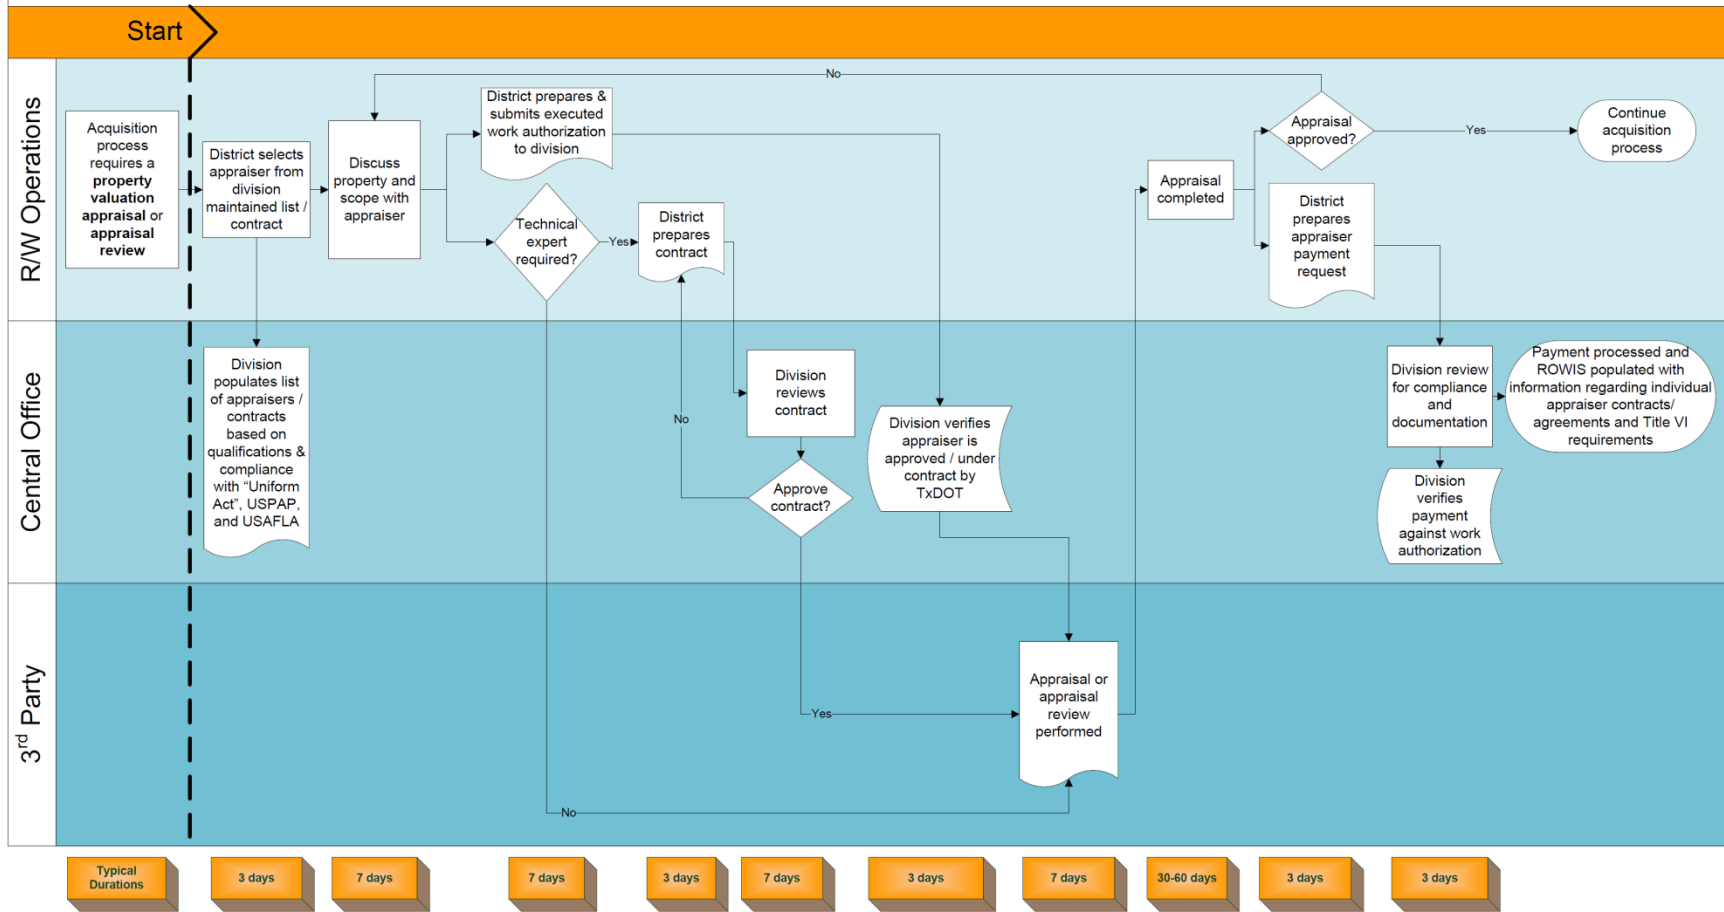 Start
R/W Operations
Acquisition
process
requires a
property
valuation
appraisal or
appraisal
review
District selects
appraiser from
division
maintained list /
contract
Discuss
property and
scope with
appraiser
District prepares &
submits executed
work authorization
to division
Technical
expert
required?
Yes
District
prepares
contract
No
Appraisal
completed
Appraisal
approved?
Yes
Continue
acquisition
process
District
prepares
appraiser
payment
request
Central Office
Division
populates list
of appraisers /
contracts
based on
qualifications &
compliance
with “Uniform
Act”, USPAP,
and USAFLA
No
Division
reviews
contract
Approve
contract?
Division verifies
appraiser is
approved / under
contract by
TxDOT
Division review
for compliance
and
documentation
Payment processed and
ROWIS populated with
information regarding individual
appraiser contracts/
agreements and Title VI
requirements
Division
verifies
payment
against work
authorization
3rd Party
Yes
No
Appraisal or
appraisal
review
performed
Typical
Durations
3 days
7 days
7 days
3 days
7 days
3 days
7 days
30-60 days
3 days
3 days